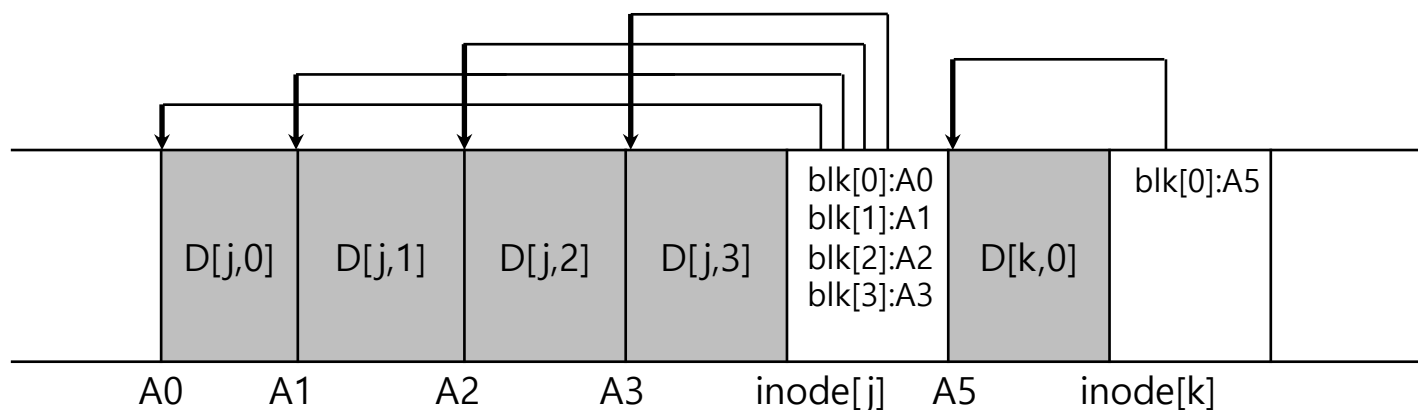 blk[0]:A0
blk[1]:A1
blk[2]:A2
blk[3]:A3
blk[0]:A5
D[j,0] D[j,1] D[j,2] D[j,3] D[k,0]
A0 A1 A2 A3 inode[j] A5 inode[k]